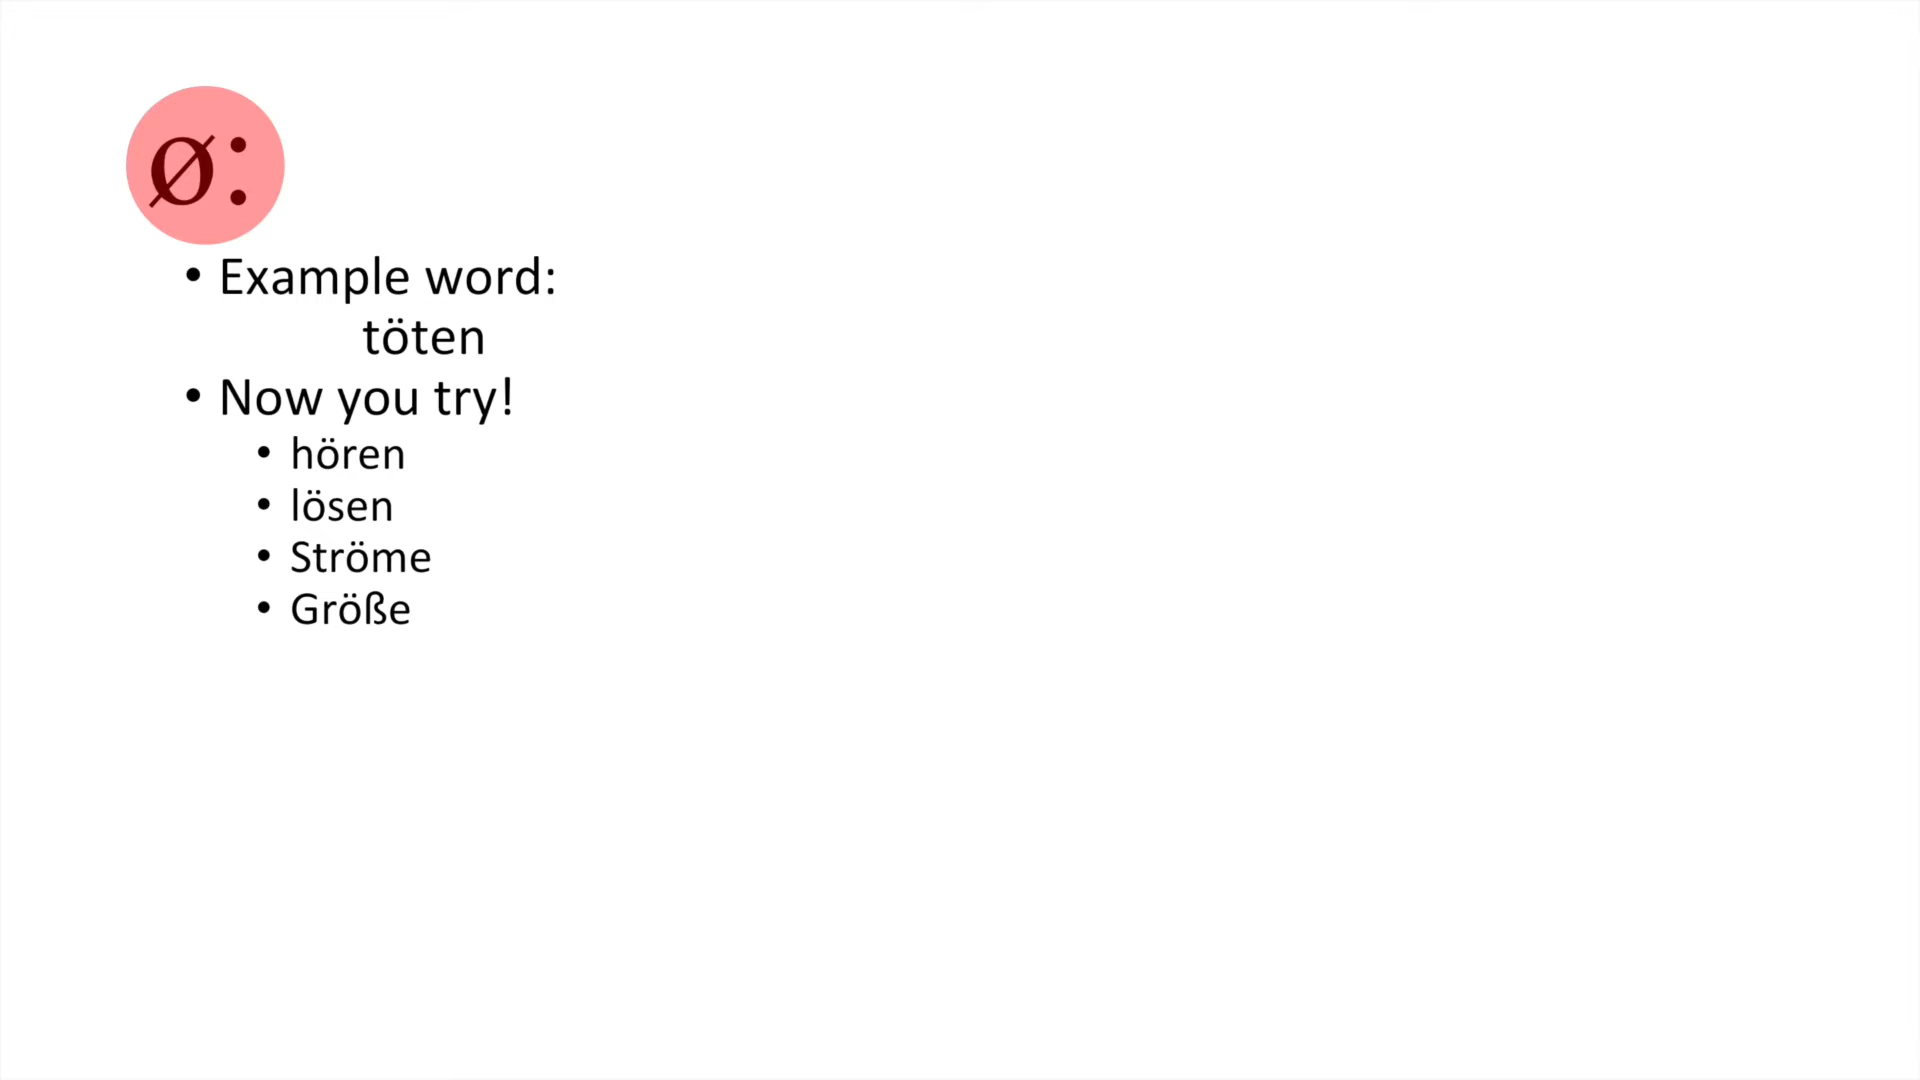 ø:
• Example word:
töten
• Now you try!
• hören
• lösen
• Ströme
• Größe